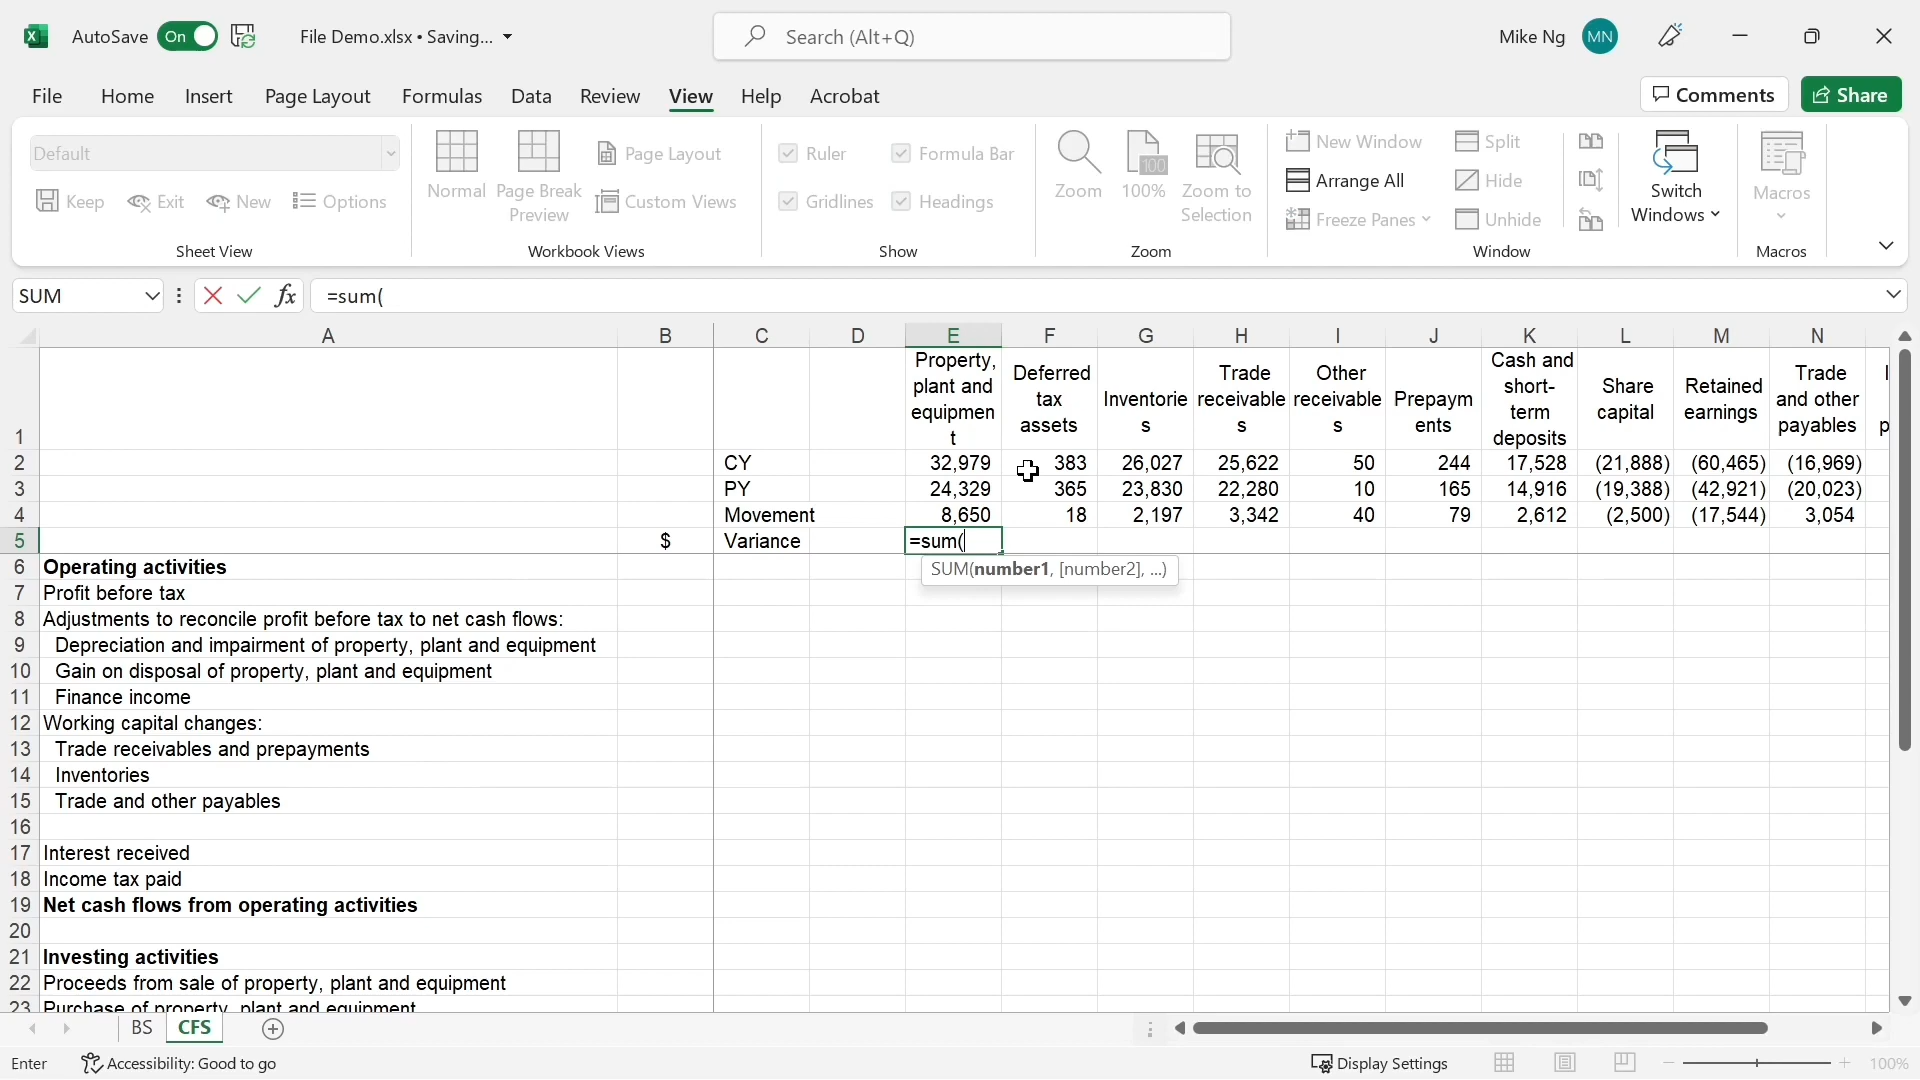 AutoSave On File Demo.xlsx • Saving... Search (Alt+Q) Mike Ng MN
File Home Insert Page Layout Formulas Data Review View Help Acrobat Comments Share
Default
Keep Exit New Options
Sheet View
Normal
Page Break Preview
Page Layout
Custom Views
Workbook Views
Ruler Formula Bar
Gridlines Headings
Show
Zoom
100
100%
Zoom to Selection
Zoom
New Window
Arrange All
Freeze Panes
Split
Hide
Unhide
Switch Windows
Window
Macros
Macros
SUM fx =sum(
A B C D E F G H I J K L M N
1 Property, plant and equipmen t Deferred tax assets Inventorie s Trade receivable s Other receivable s Prepaym ents Cash and short-term deposits Share capital Retained earnings Trade and other payables
2 CY 32,979 383 26,027 25,622 50 244 17,528 (21,888) (60,465) (16,969)
3 PY 24,329 365 23,830 22,280 10 165 14,916 (19,388) (42,921) (20,023)
4 Movement 8,650 18 2,197 3,342 40 79 2,612 (2,500) (17,544) 3,054
5 $ Variance =sum(
SUM(number1, [number2], ...)
6 Operating activities
7 Profit before tax
8 Adjustments to reconcile profit before tax to net cash flows:
9 Depreciation and impairment of property, plant and equipment
10 Gain on disposal of property, plant and equipment
11 Finance income
12 Working capital changes:
13 Trade receivables and prepayments
14 Inventories
15 Trade and other payables
16
17 Interest received
18 Income tax paid
19 Net cash flows from operating activities
20
21 Investing activities
22 Proceeds from sale of property, plant and equipment
23 Purchase of property, plant and equipment
BS CFS
Enter Accessibility: Good to go Display Settings 100%